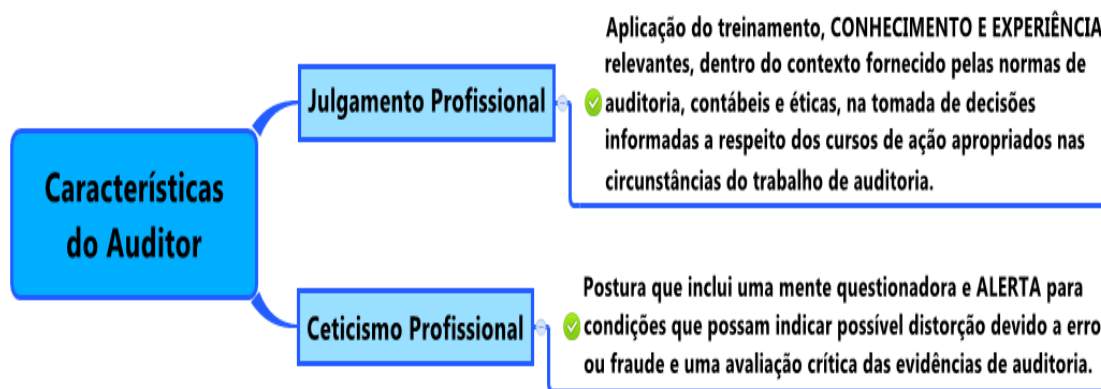 Características
do Auditor
Julgamento Profissional
Aplicação do treinamento, CONHECIMENTO E EXPERIÊNCIA
relevantes, dentro do contexto fornecido pelas normas de
auditoria, contábeis e éticas, na tomada de decisões
informadas a respeito dos cursos de ação apropriados nas
circunstâncias do trabalho de auditoria.
Ceticismo Profissional
Postura que inclui uma mente questionadora e ALERTA para
condições que possam indicar possível distorção devido a erro
ou fraude e uma avaliação crítica das evidências de auditoria.